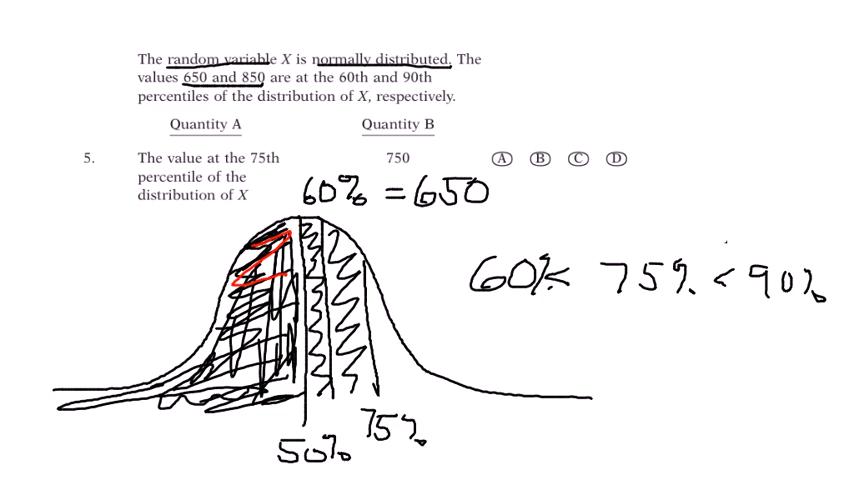 The random variable X is normally distributed. The
values 650 and 850 are at the 60th and 90th
percentiles of the distribution of X, respectively.
Quantity A Quantity B
5. The value at the 75th 750 A B C D
percentile of the
distribution of X
60% = 650
60% < 75% < 90%
75%
50%